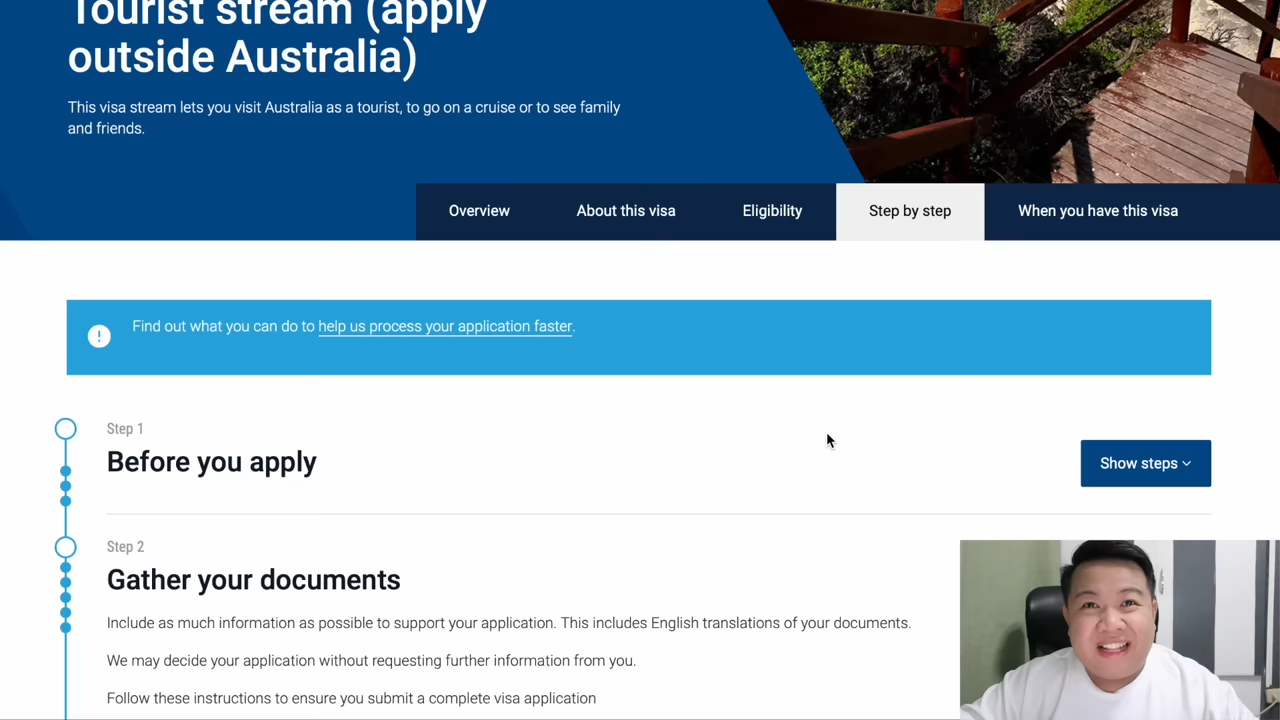 Tourist stream (apply
outside Australia)
This visa stream lets you visit Australia as a tourist, to go on a cruise or to see family
and friends.
Overview
About this visa
Eligibility
Step by step
When you have this visa
Find out what you can do to help us process your application faster.
Step 1
Before you apply
Show steps
Step 2
Gather your documents
Include as much information as possible to support your application. This includes English translations of your documents.
We may decide your application without requesting further information from you.
Follow these instructions to ensure you submit a complete visa application